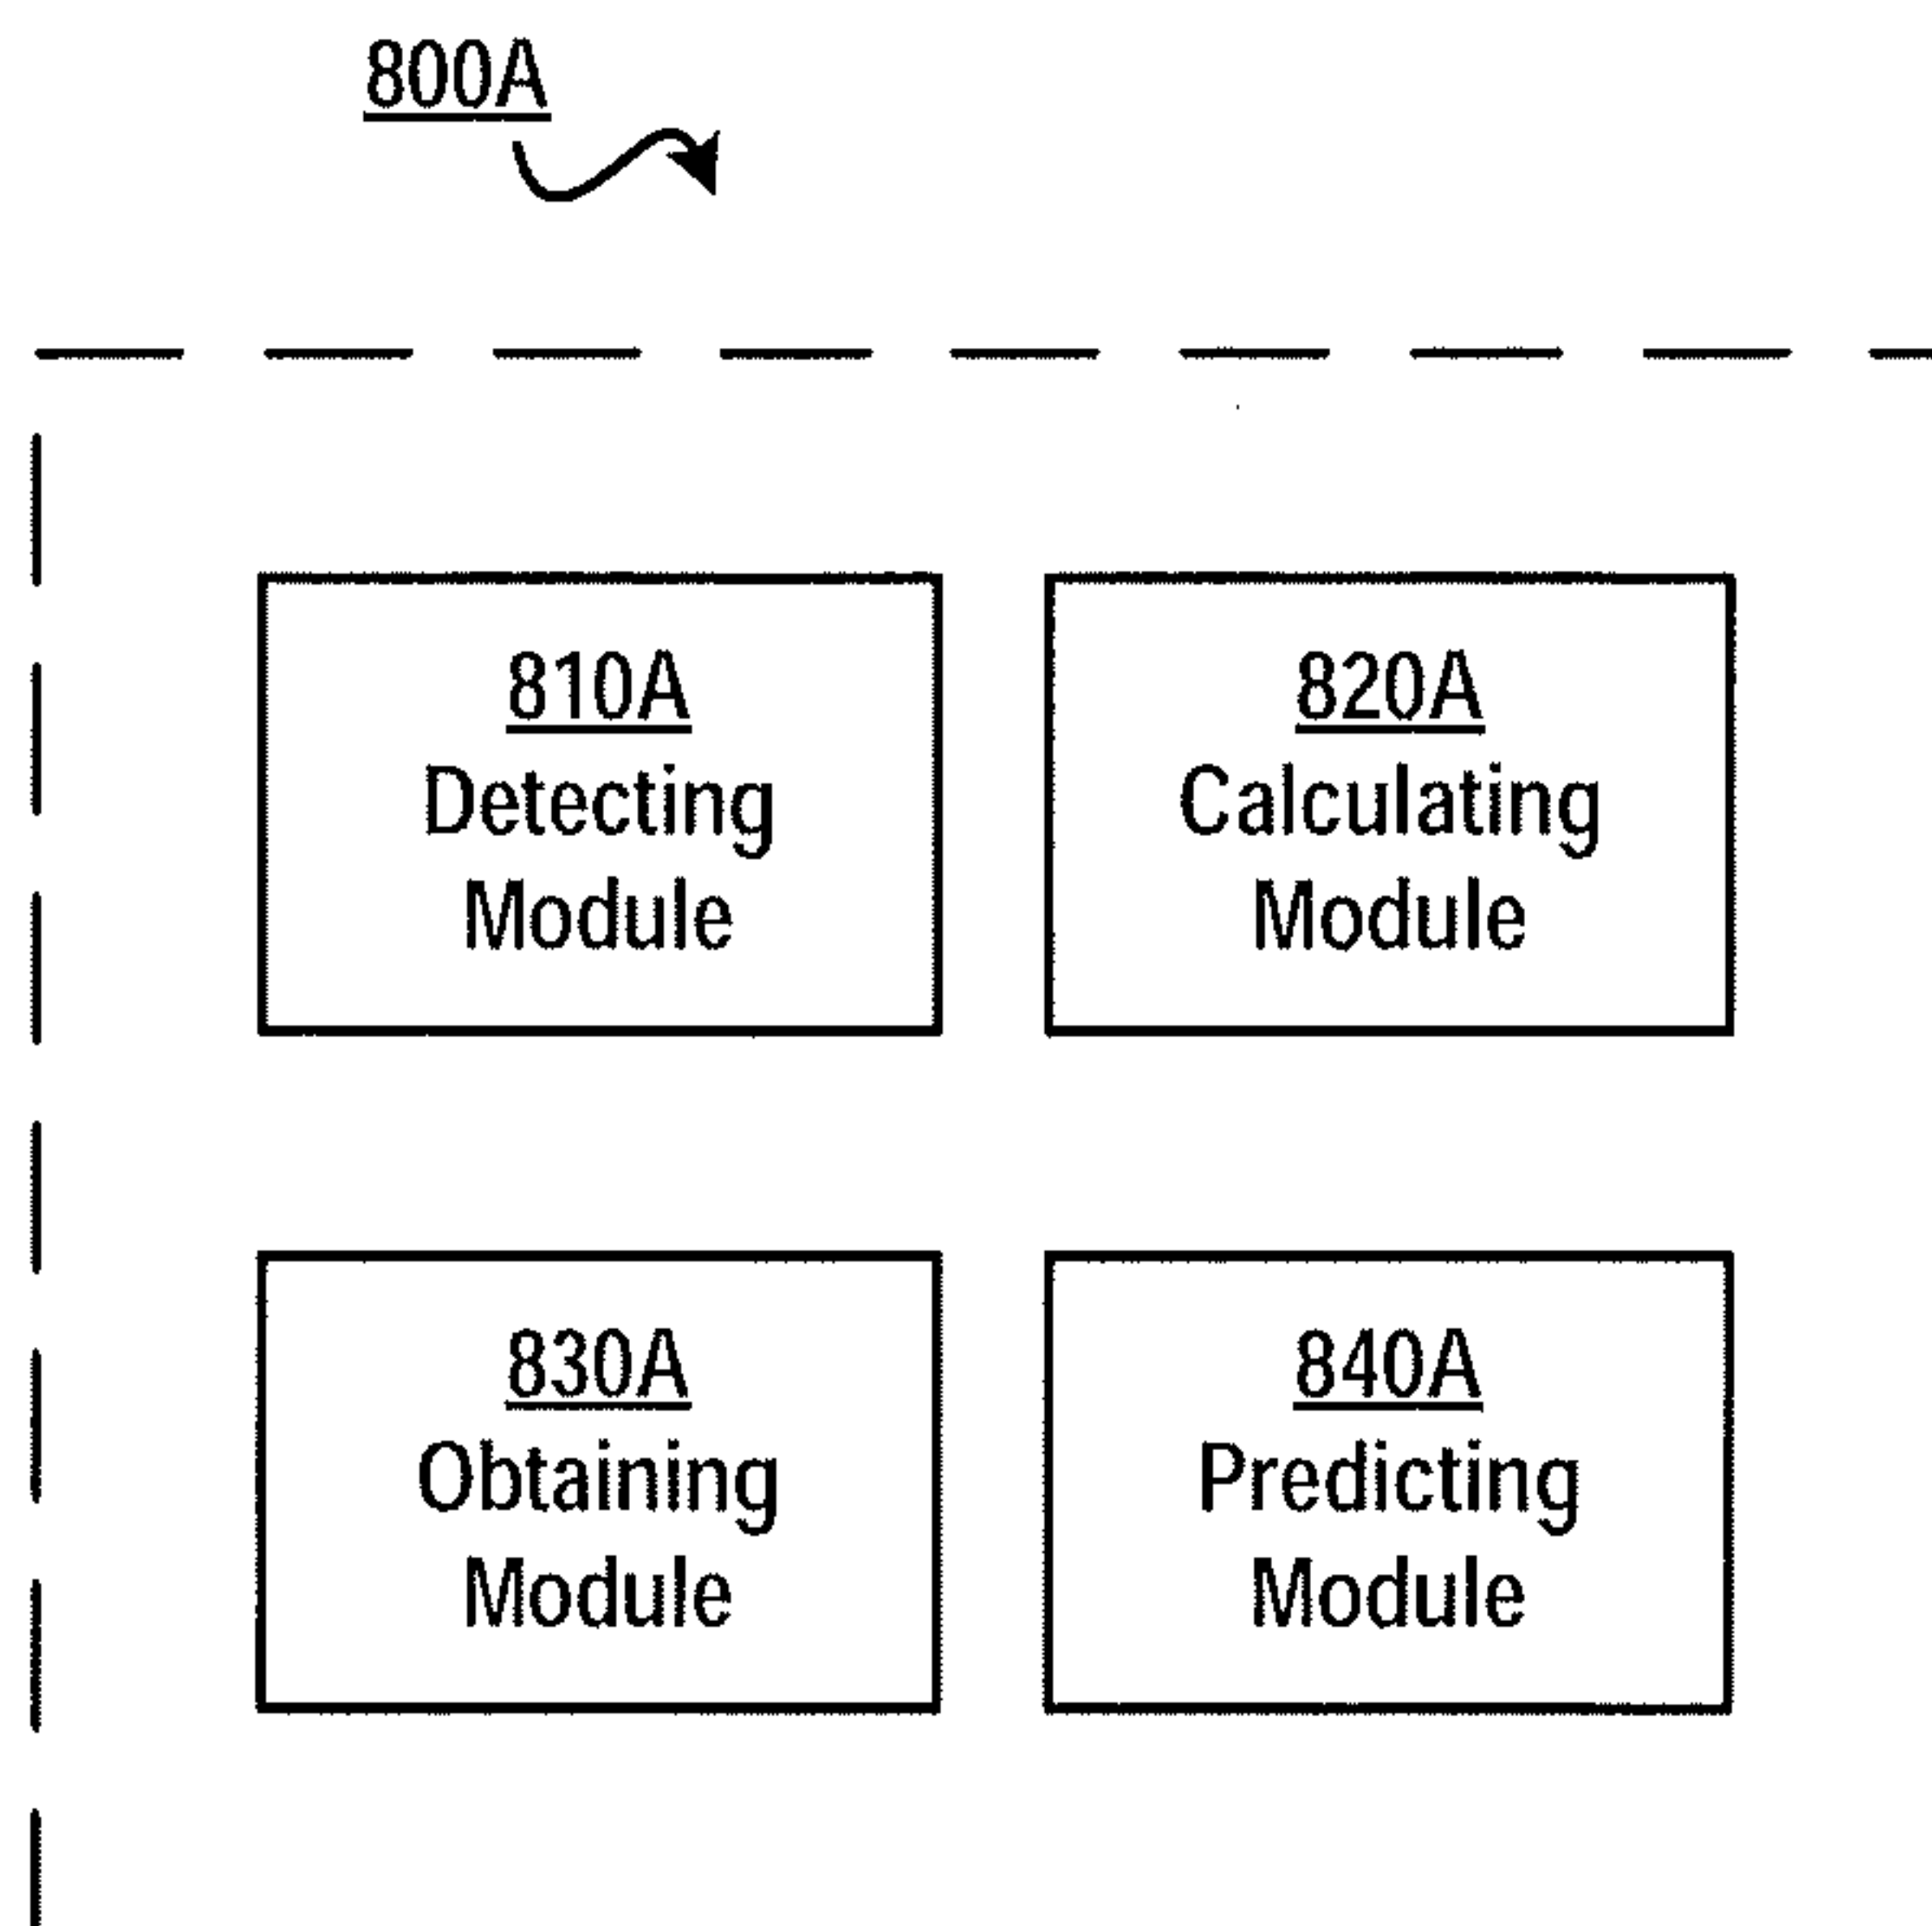 800A
810A
Detecting
Module
820A
Calculating
Module
830A
Obtaining
Module
840A
Predicting
Module